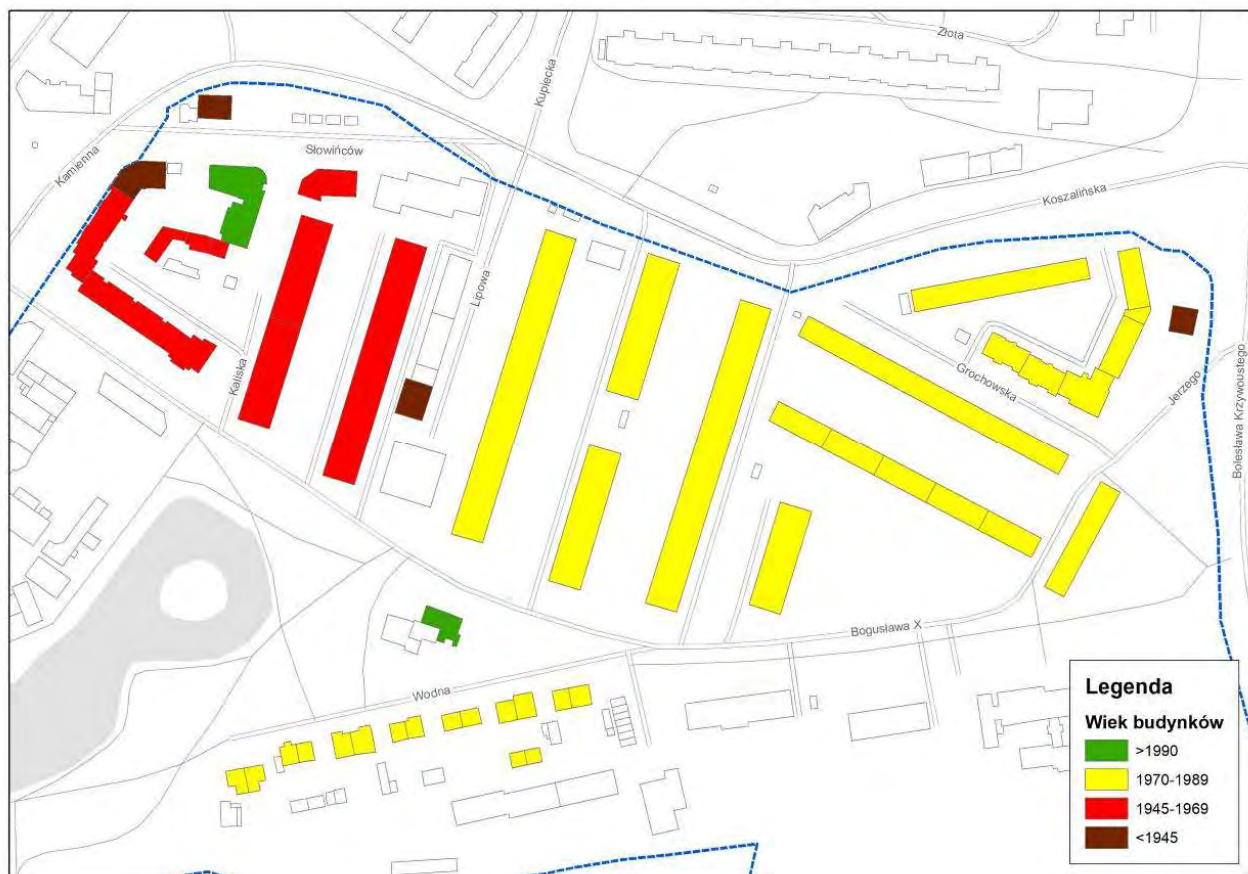 Złota
Kupiecka
Słowińców
Kamienna
Koszalińska
Lipowa
Kaliska
Grochowska
Jerzego
Bolesława Krzywoustego
Bogusława X
Wodna
Legenda
Wiek budynków
>1990
1970-1989
1945-1969
<1945